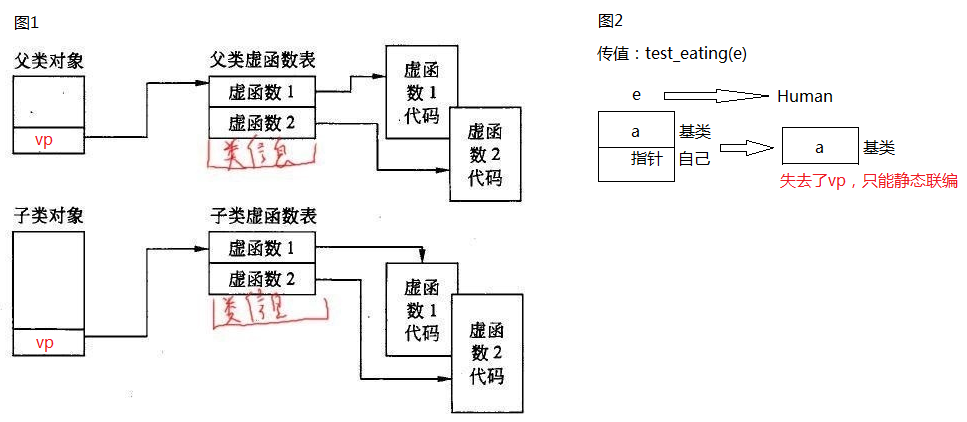 图1
父类对象
vp
父类虚函数表
虚函数 1
虚函数 2
类信息
虚函
数 1
代码
虚函
数 2
代码
子类对象
vp
子类虚函数表
虚函数 1
虚函数 2
类信息
虚函
数 1
代码
虚函
数 2
代码
图2
传值：test_eating(e)
e
Human
a
基类
指针
自己
a
基类
失去了vp，只能静态联编